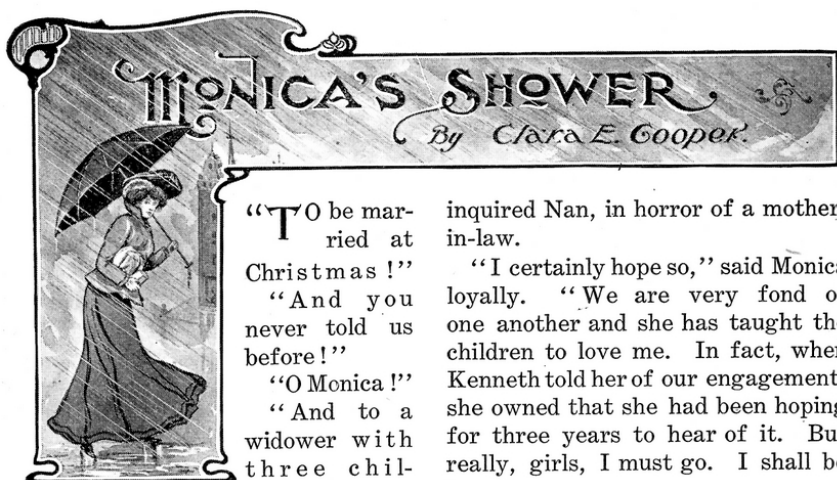 MONICA'S SHOWER
By Clara E. Cooper.
"TO be mar-
ried at
Christmas!"
"And you
never told us
before!"
"O Monica!"
"And to a
widower with
three chil-
inquired Nan, in horror of a mother
in-law.
"I certainly hope so," said Monica
loyally. "We are very fond o
one another and she has taught th
children to love me. In fact, when
Kenneth told her of our engagement
she owned that she had been hoping
for three years to hear of it. Bu
really, girls, I must go. I shall b